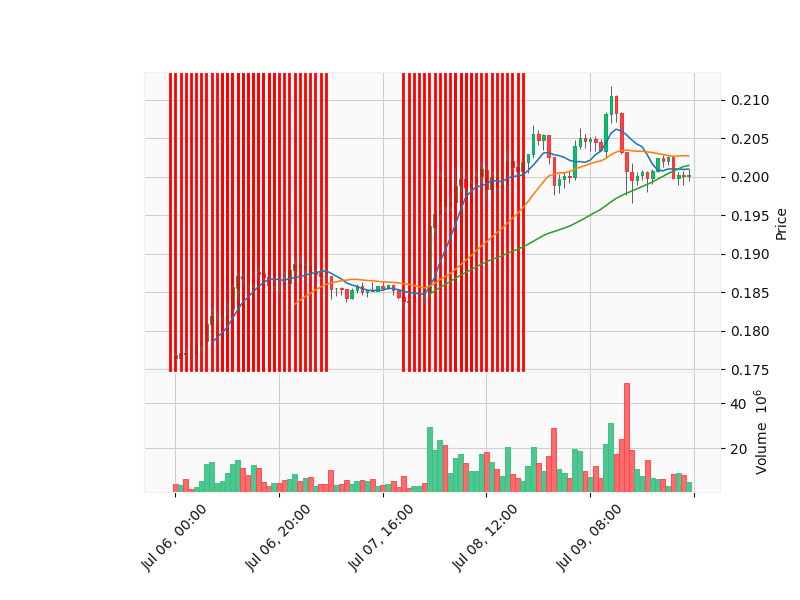 0.210
0.205
0.200
0.195
0.190
0.185
0.180
0.175
Price
40
20
Volume 10^6
Jul 06, 00:00
Jul 06, 20:00
Jul 07, 16:00
Jul 08, 12:00
Jul 09, 08:00